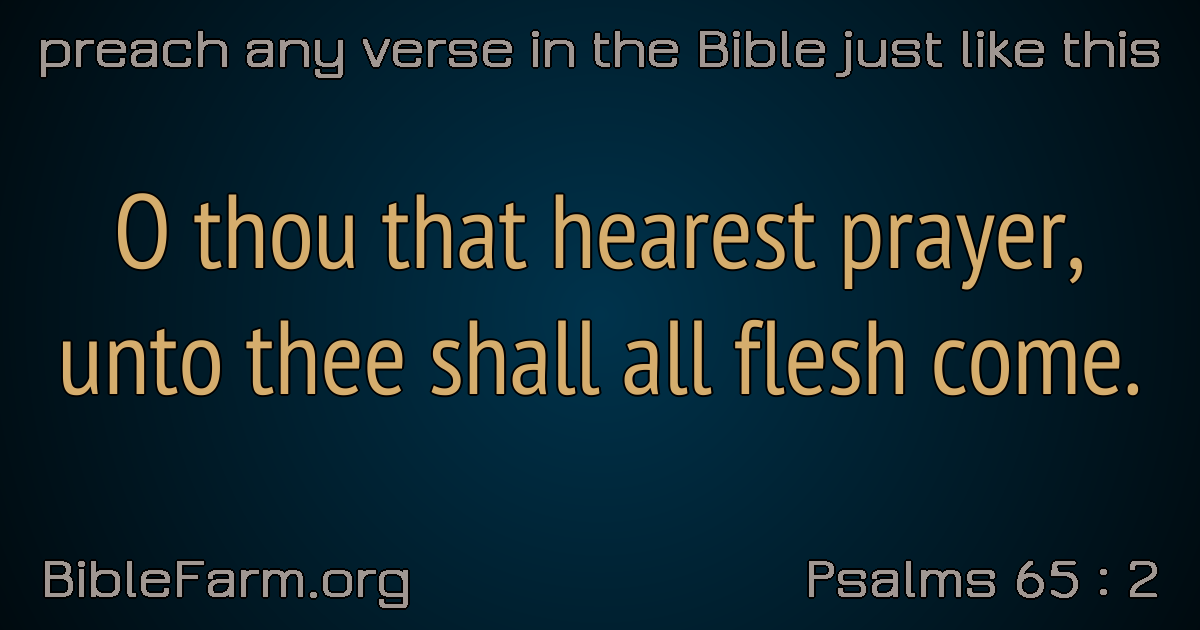 preach any verse in the Bible just like this
O thou that hearest prayer,
unto thee shall all flesh come.
BibleFarm.org
Psalms 65 : 2